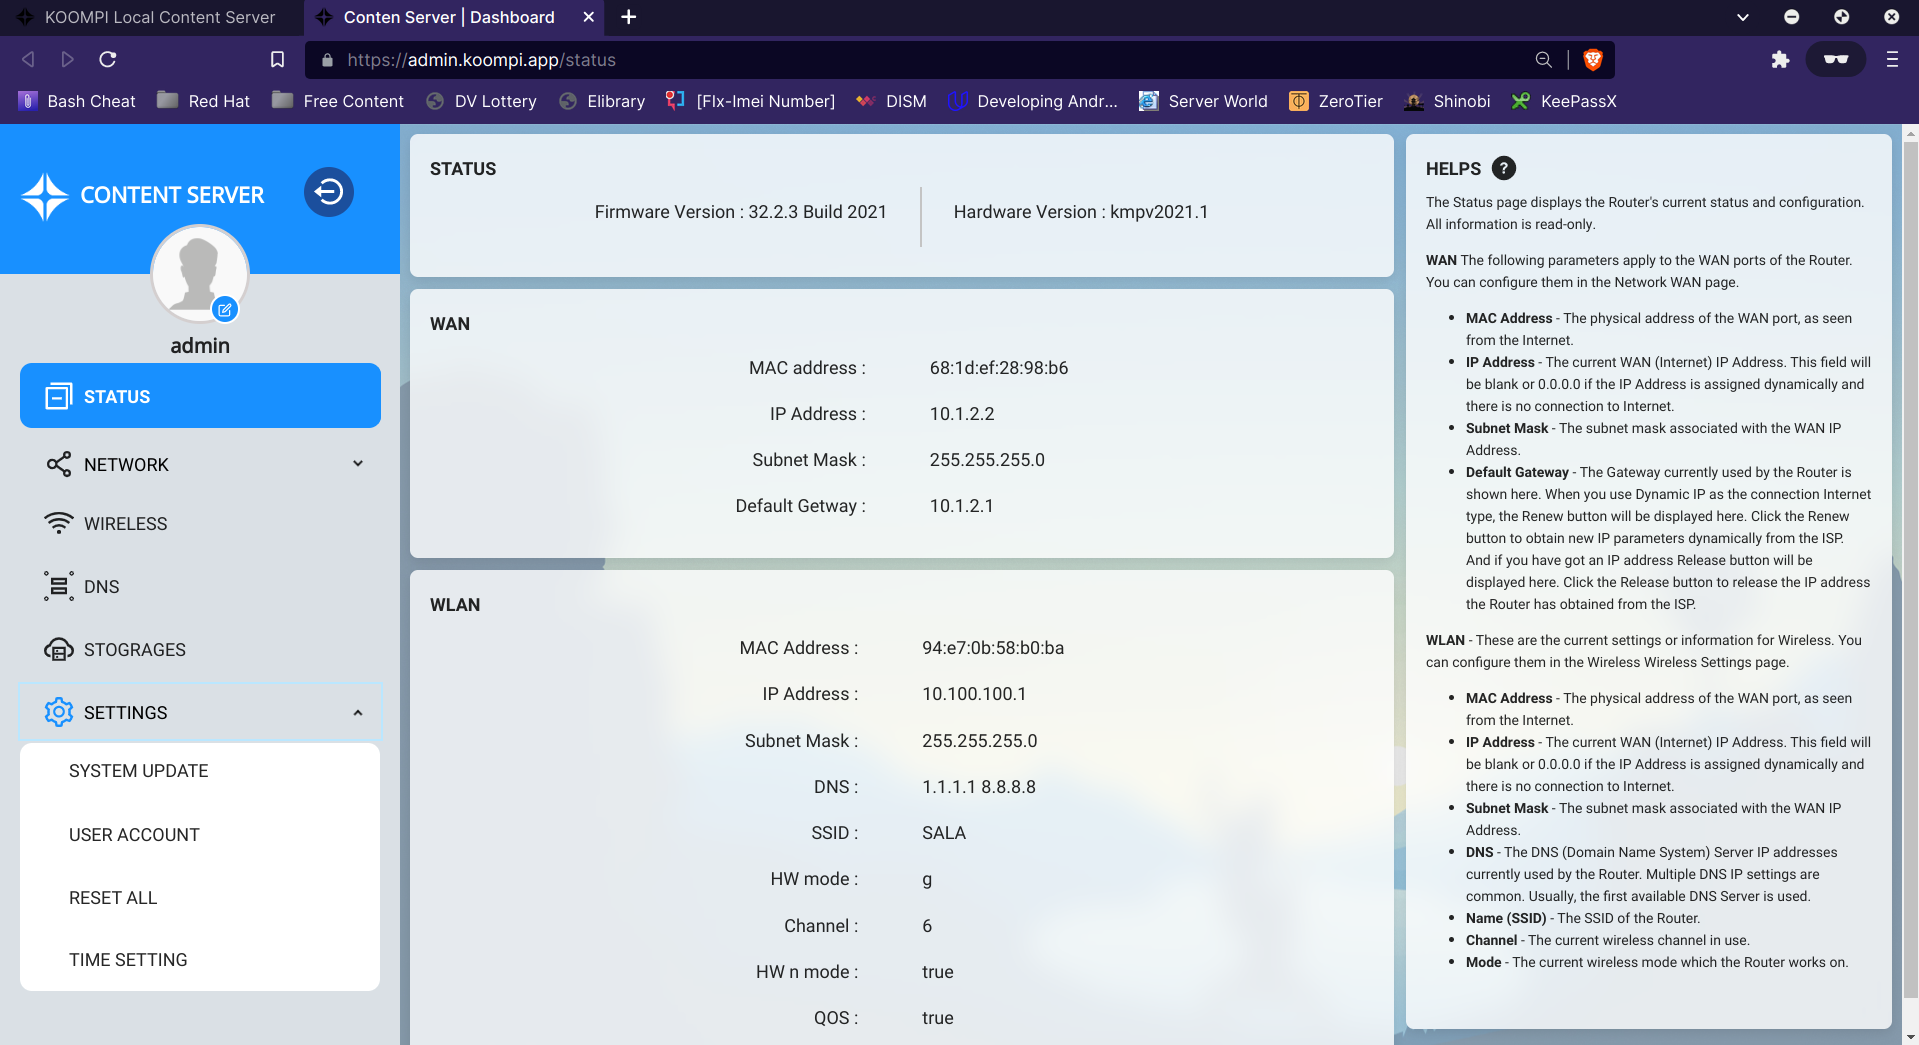 KOOMPI Local Content Server
Conten Server | Dashboard
https://admin.koompi.app/status
Bash Cheat
Red Hat
Free Content
DV Lottery
Elibrary
[Flx-Imei Number]
DISM
Developing Andr...
Server World
ZeroTier
Shinobi
KeePassX
CONTENT SERVER
admin
STATUS
NETWORK
WIRELESS
DNS
STOGRAGES
SETTINGS
SYSTEM UPDATE
USER ACCOUNT
RESET ALL
TIME SETTING
STATUS
Firmware Version : 32.2.3 Build 2021
Hardware Version : kmpv2021.1
WAN
MAC address : 68:1d:ef:28:98:b6
IP Address : 10.1.2.2
Subnet Mask : 255.255.255.0
Default Getway : 10.1.2.1
WLAN
MAC Address : 94:e7:0b:58:b0:ba
IP Address : 10.100.100.1
Subnet Mask : 255.255.255.0
DNS : 1.1.1.1 8.8.8.8
SSID : SALA
HW mode : g
Channel : 6
HW n mode : true
QOS : true
HELPS ?
The Status page displays the Router's current status and configuration.
All information is read-only.
WAN The following parameters apply to the WAN ports of the Router.
You can configure them in the Network WAN page.
• MAC Address - The physical address of the WAN port, as seen
from the Internet.
• IP Address - The current WAN (Internet) IP Address. This field will
be blank or 0.0.0.0 if the IP Address is assigned dynamically and
there is no connection to Internet.
• Subnet Mask - The subnet mask associated with the WAN IP
Address.
• Default Gateway - The Gateway currently used by the Router is
shown here. When you use Dynamic IP as the connection Internet
type, the Renew button will be displayed here. Click the Renew
button to obtain new IP parameters dynamically from the ISP.
And if you have got an IP address Release button will be
displayed here. Click the Release button to release the IP address
the Router has obtained from the ISP.
WLAN - These are the current settings or information for Wireless. You
can configure them in the Wireless Wireless Settings page.
• MAC Address - The physical address of the WAN port, as seen
from the Internet.
• IP Address - The current WAN (Internet) IP Address. This field will
be blank or 0.0.0.0 if the IP Address is assigned dynamically and
there is no connection to Internet.
• Subnet Mask - The subnet mask associated with the WAN IP
Address.
• DNS - The DNS (Domain Name System) Server IP addresses
currently used by the Router. Multiple DNS IP settings are
common. Usually, the first available DNS Server is used.
• Name (SSID) - The SSID of the Router.
• Channel - The current wireless channel in use.
• Mode - The current wireless mode which the Router works on.